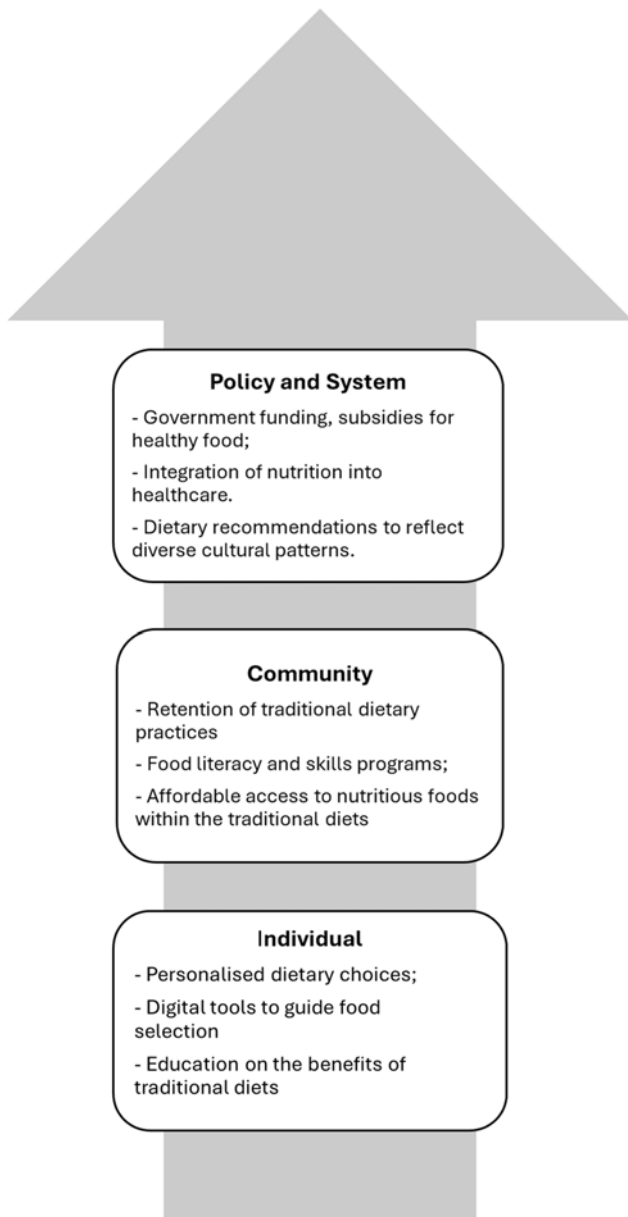 Policy and System
- Government funding, subsidies for
healthy food;
- Integration of nutrition into
healthcare.
- Dietary recommendations to reflect
diverse cultural patterns.
Community
- Retention of traditional dietary
practices
- Food literacy and skills programs;
- Affordable access to nutritious foods
within the traditional diets
Individual
- Personalised dietary choices;
- Digital tools to guide food
selection
- Education on the benefits of
traditional diets